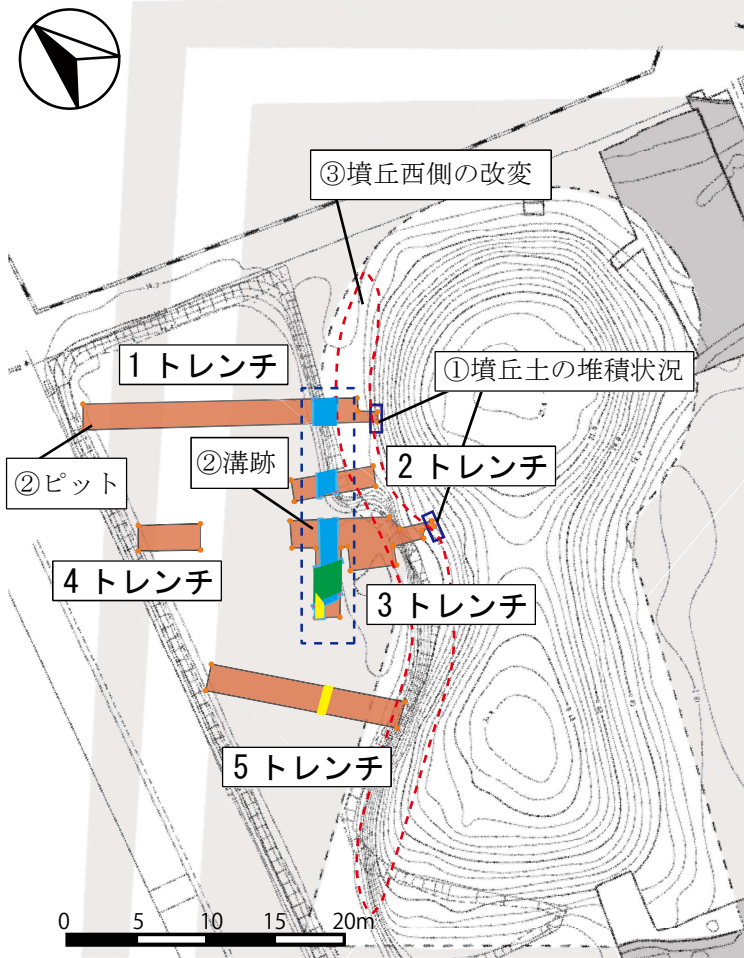 ③墳丘西側の改変
1トレンチ
①墳丘土の堆積状況
②ピット
②溝跡
2トレンチ
4トレンチ
3トレンチ
5トレンチ
0 5 10 15 20m